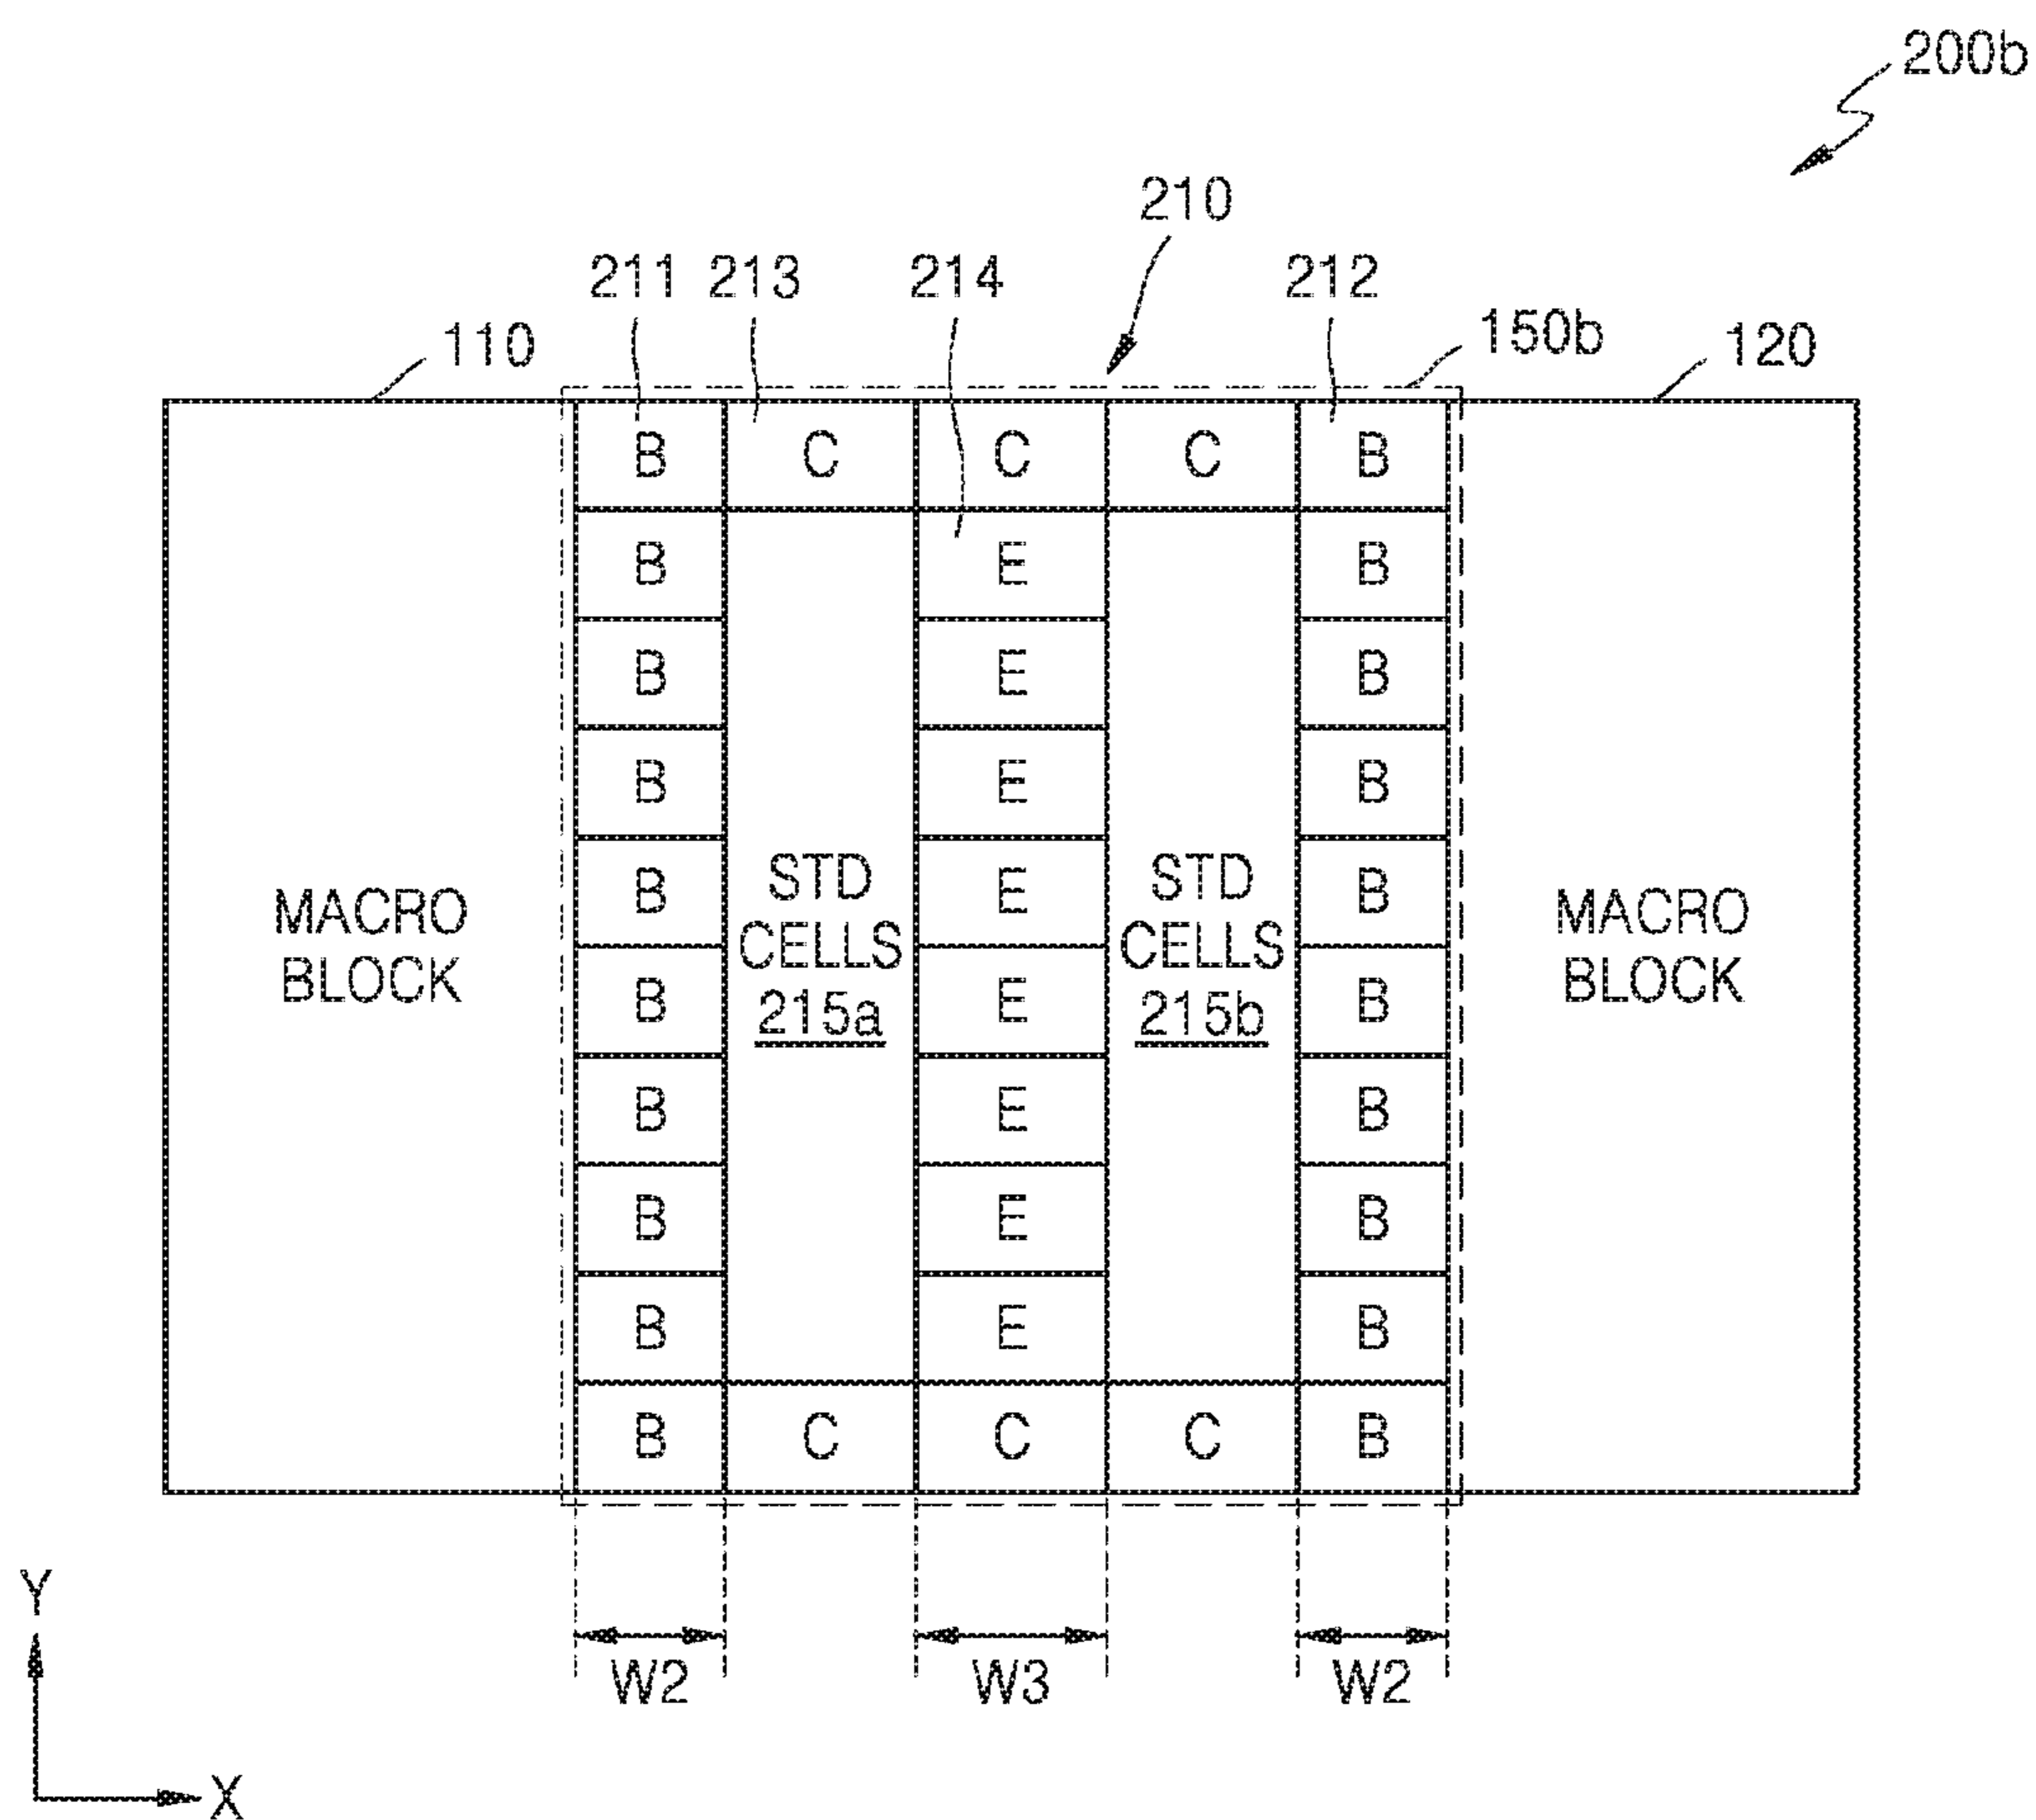 200b
210
211 213 214 212
110 150b 120
B C C C B
B E B
B E B
B E B
B E B
B E B
B E B
B E B
B E B
B C C C B
MACRO
BLOCK
STD
CELLS
215a
STD
CELLS
215b
MACRO
BLOCK
W2 W3 W2
Y
X